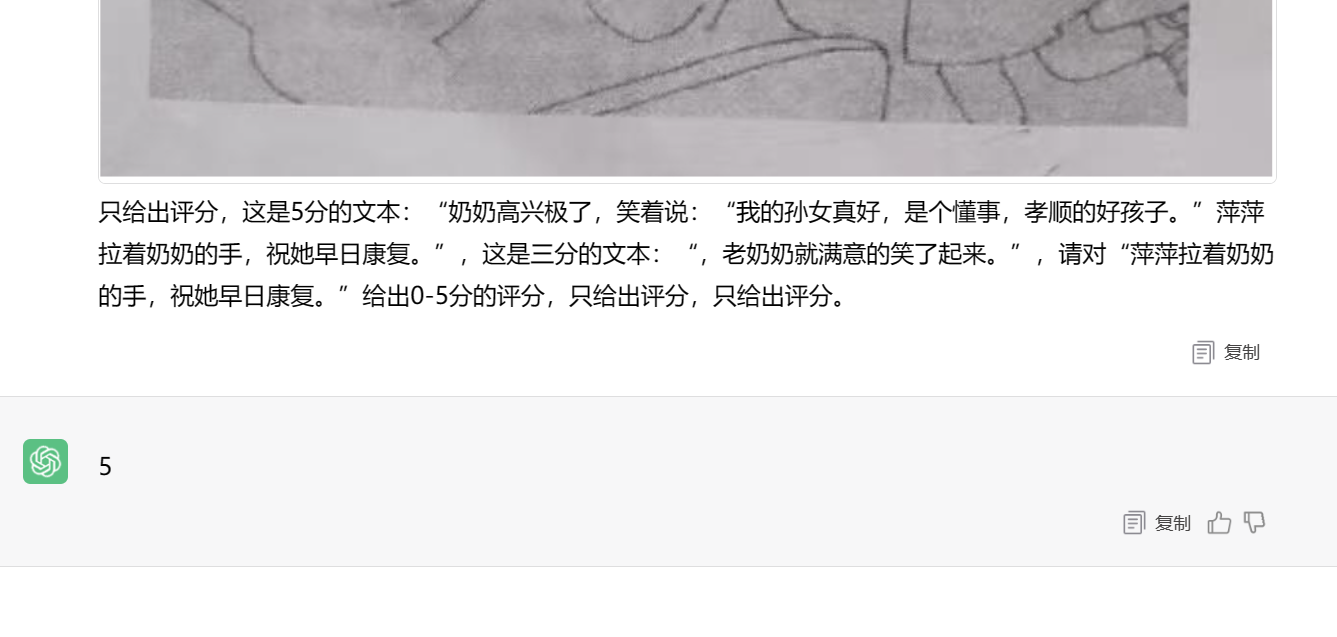 只给出评分，这是5分的文本：“奶奶高兴极了，笑着说：“我的孙女真好，是个懂事，孝顺的好孩子。”萍萍
拉着奶奶的手，祝她早日康复。”，这是三分的文本：“，老奶奶就满意的笑了起来。”，请对“萍萍拉着奶奶
的手，祝她早日康复。”给出0-5分的评分，只给出评分，只给出评分。
复制
5
复制